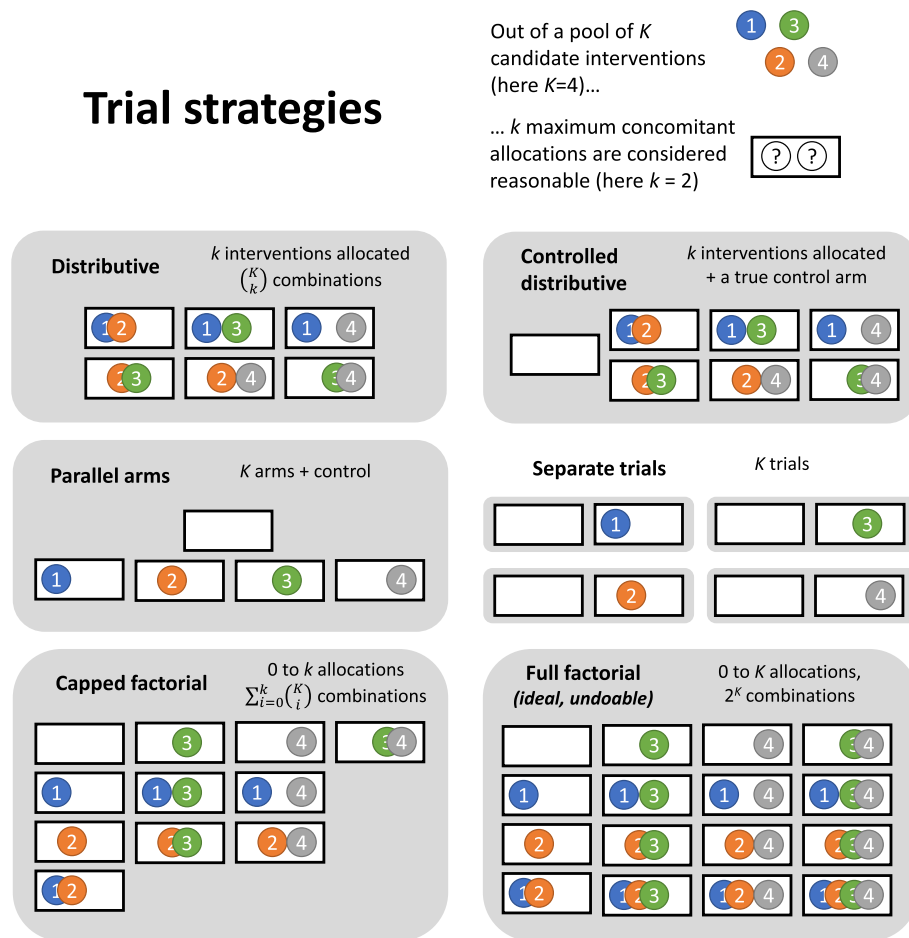 Trial strategies
Out of a pool of K
candidate interventions
(here K=4)...
1 3
2 4
... k maximum concomitant
allocations are considered
reasonable (here k = 2)
? ?
Distributive
k interventions allocated
(K k) combinations
1 2 1 3 1 4
2 3 2 4 3 4
Controlled
distributive
k interventions allocated
+ a true control arm
1 2 1 3 1 4
2 3 2 4 3 4
Parallel arms
K arms + control
1 2 3 4
Separate trials
K trials
1 3
2 4
Capped factorial
0 to k allocations
∑ᵏᵢ₌₀(K i) combinations
3 4 3 4
1 1 3 1 4
2 2 3 2 4
1 2
Full factorial
(ideal, undoable)
0 to K allocations,
2ᴷ combinations
3 4 3 4
1 1 3 1 4 1 3 4
2 2 3 2 4 2 3 4
1 2 1 2 3 1 2 4 1 2 3 4